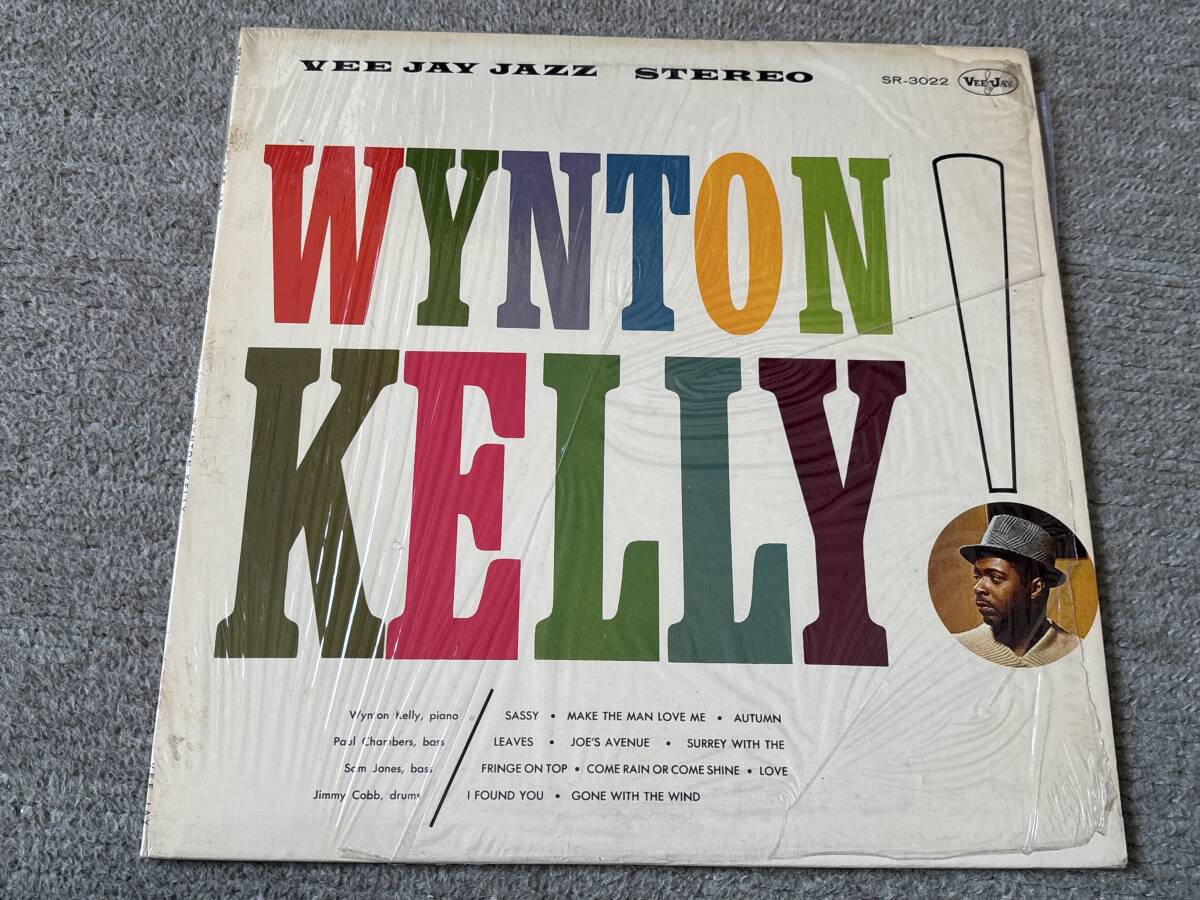 VEE JAY JAZZ STEREO SR-3022 VEE JAY
WYNTON
KELLY!
Wynton Kelly, piano
Paul Chambers, bass
Sam Jones, bass
Jimmy Cobb, drums
SASSY • MAKE THE MAN LOVE ME • AUTUMN
LEAVES • JOE'S AVENUE • SURREY WITH THE
FRINGE ON TOP • COME RAIN OR COME SHINE • LOVE
I FOUND YOU • GONE WITH THE WIND